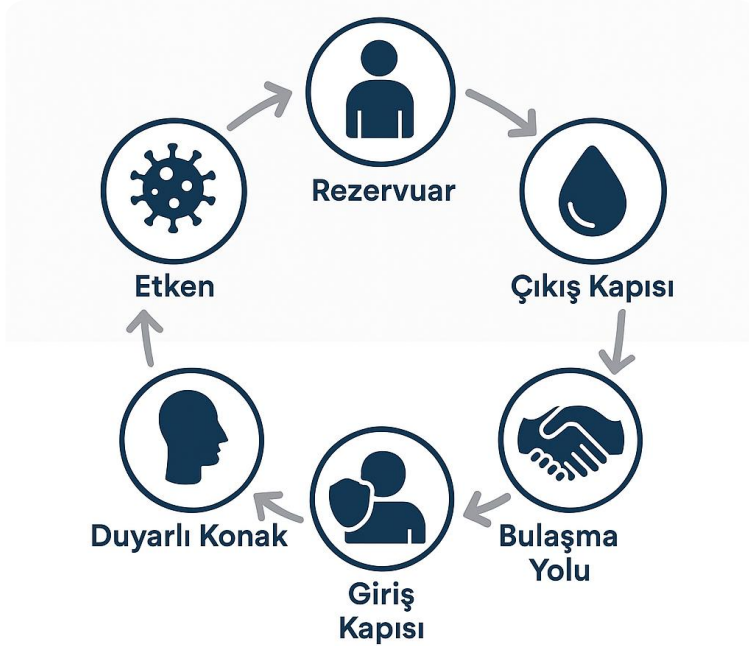 Rezervuar
Çıkış Kapısı
Bulaşma
Yolu
Giriş
Kapısı
Duyarlı Konak
Etken